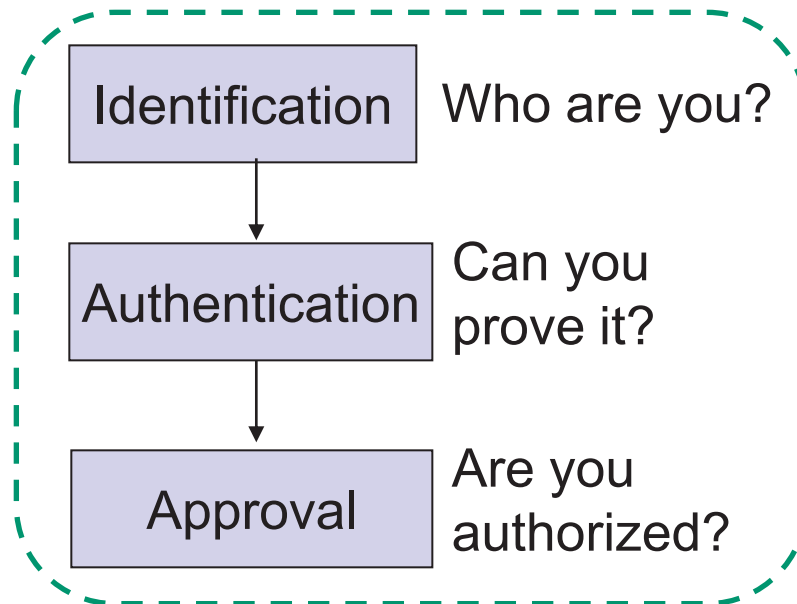 Identification
Who are you?
Authentication
Can you
prove it?
Approval
Are you
authorized?